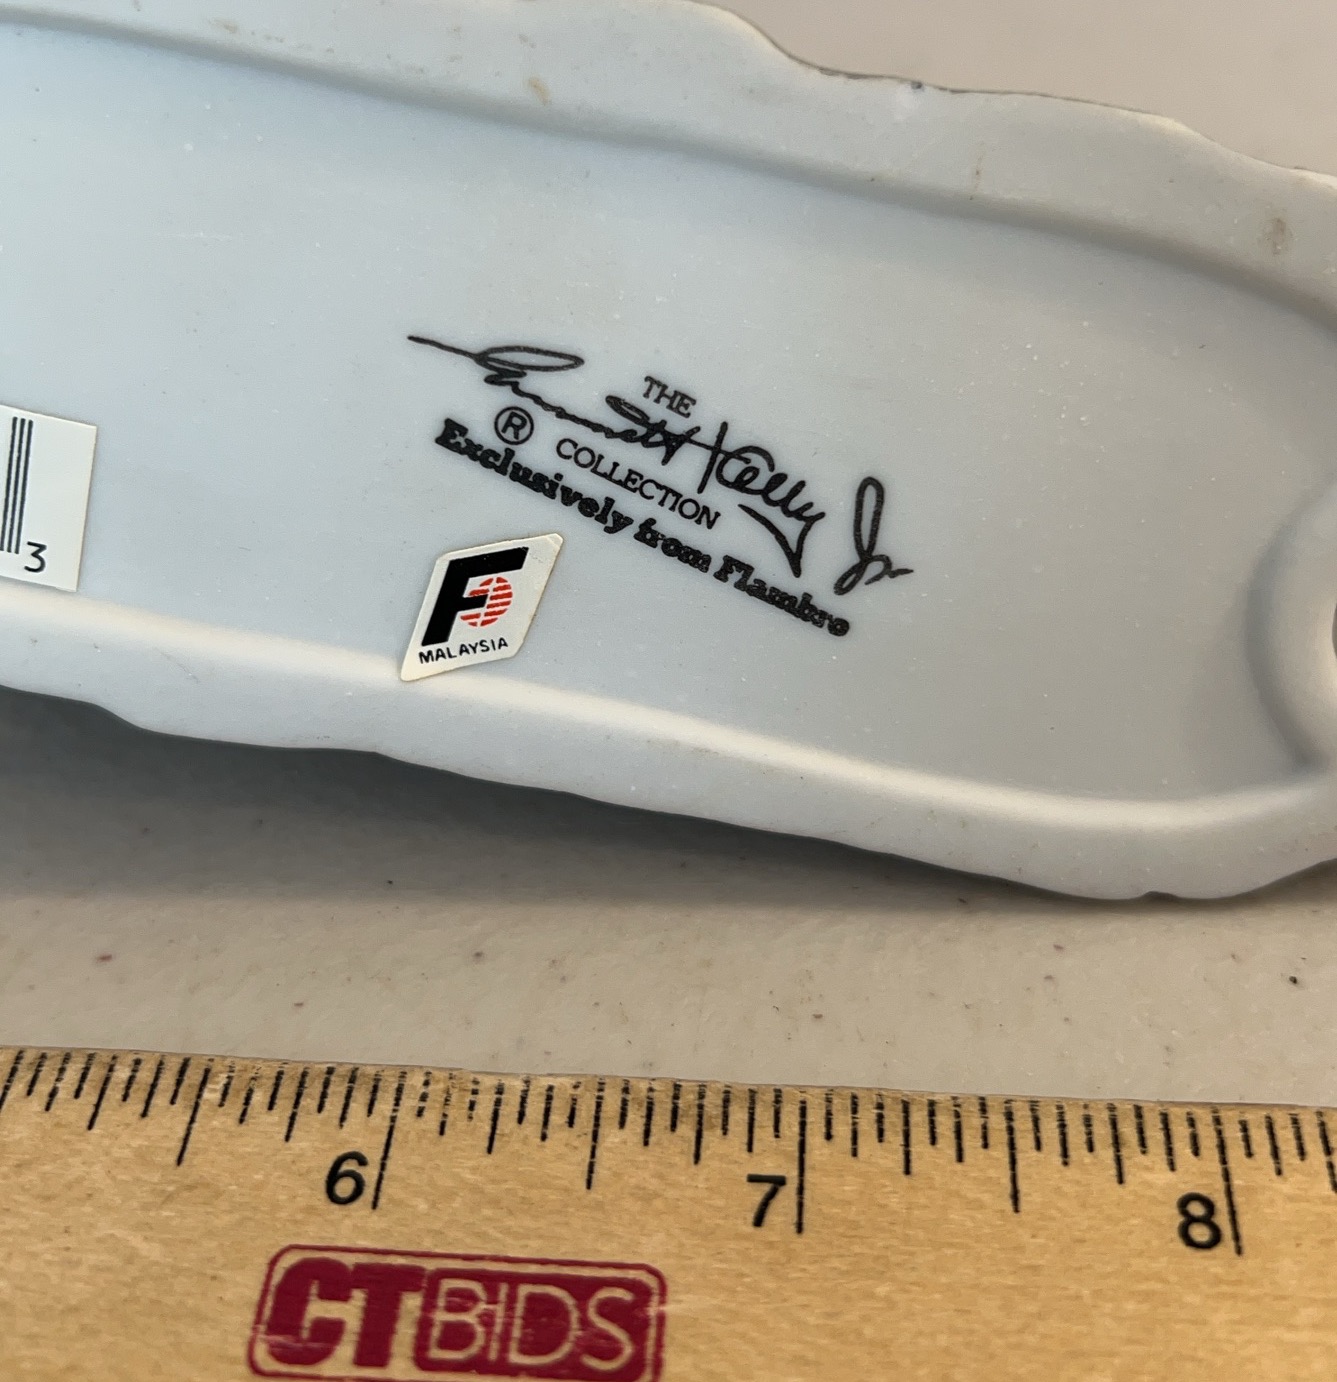 THE
Emmett Kelly Jr
® COLLECTION
Exclusively from Flambro
3
F
MALAYSIA
6 7 8
CTBIDS